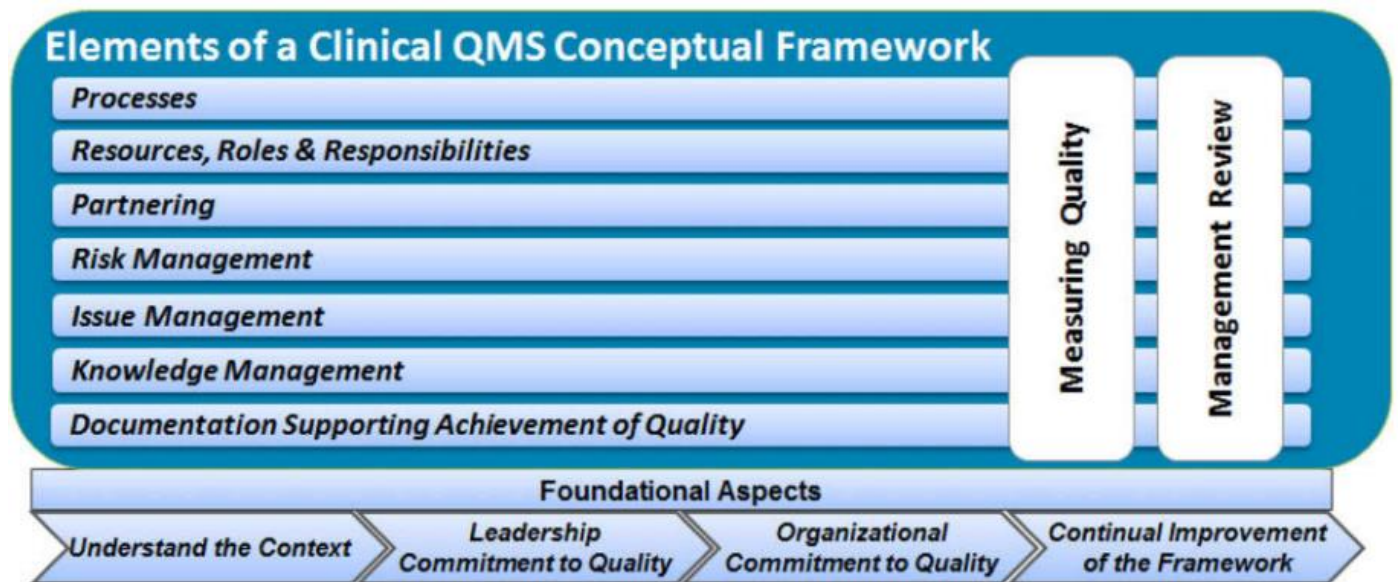 Elements of a Clinical QMS Conceptual Framework
Processes
Resources, Roles & Responsibilities
Partnering
Risk Management
Issue Management
Knowledge Management
Documentation Supporting Achievement of Quality
Measuring Quality
Management Review
Foundational Aspects
Understand the Context
Leadership
Commitment to Quality
Organizational
Commitment to Quality
Continual Improvement
of the Framework